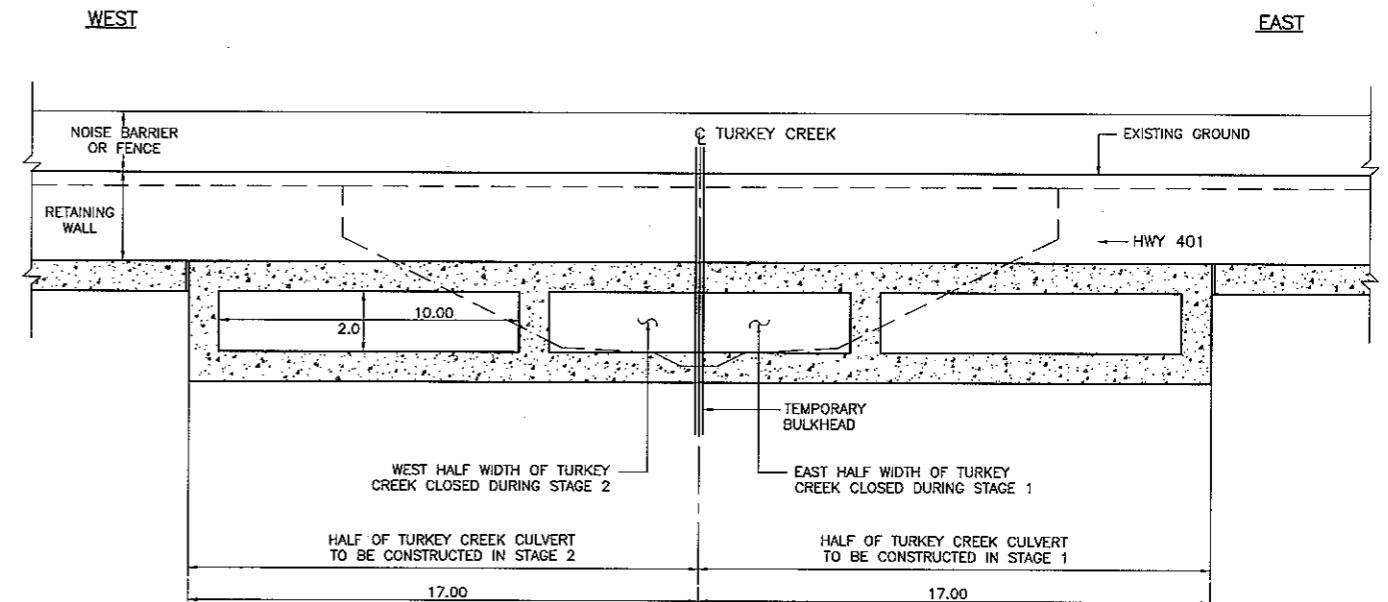 WEST
EAST
NOISE BARRIER
OR FENCE
℄ TURKEY CREEK
EXISTING GROUND
RETAINING
WALL
HWY 401
10.00
2.0
TEMPORARY
BULKHEAD
WEST HALF WIDTH OF TURKEY
CREEK CLOSED DURING STAGE 2
EAST HALF WIDTH OF TURKEY
CREEK CLOSED DURING STAGE 1
HALF OF TURKEY CREEK CULVERT
TO BE CONSTRUCTED IN STAGE 2
HALF OF TURKEY CREEK CULVERT
TO BE CONSTRUCTED IN STAGE 1
17.00
17.00